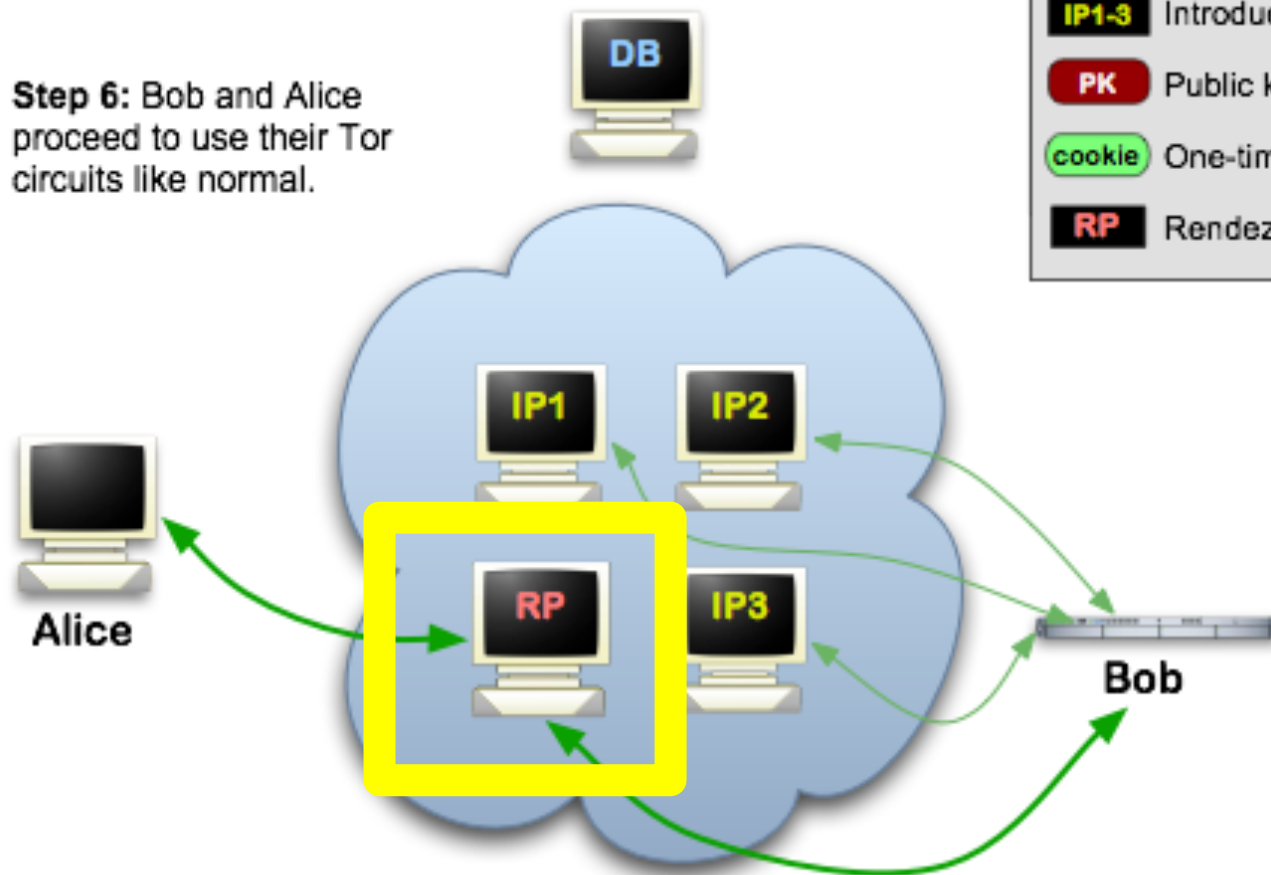 Step 6: Bob and Alice
proceed to use their Tor
circuits like normal.
DB
IP1-3
PK Public
cookie
RP
IP1
IP2
RP
IP3
Alice
Bob